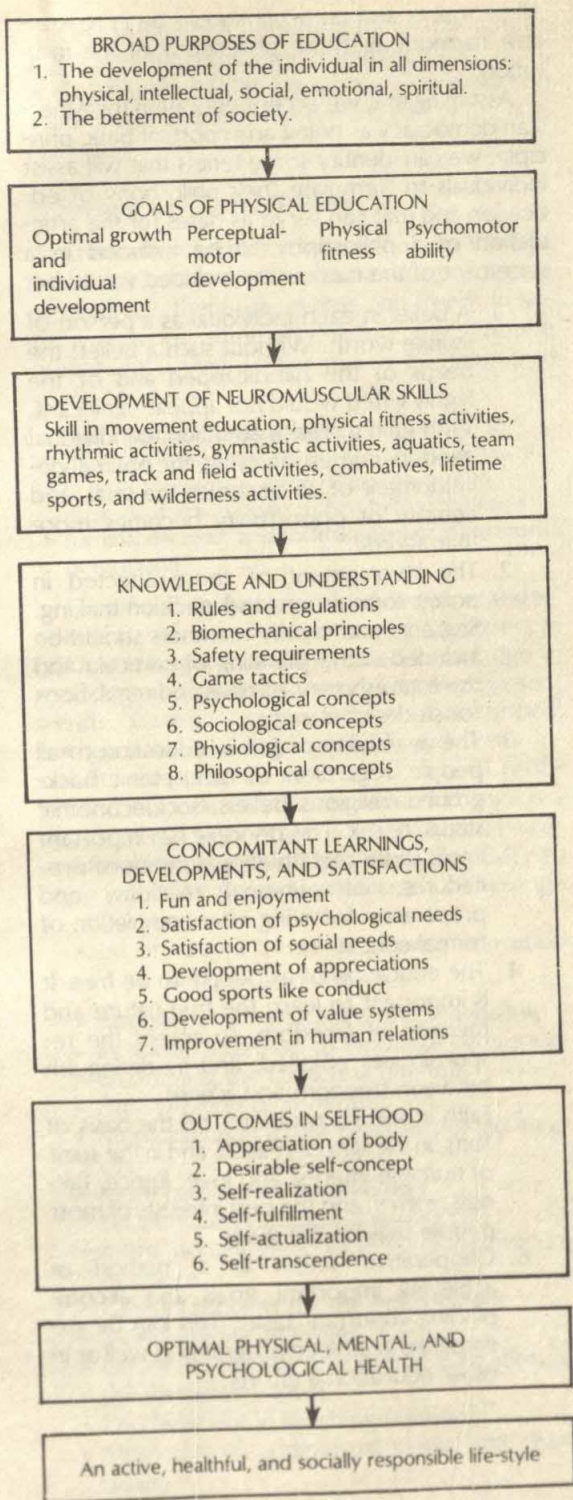 BROAD PURPOSES OF EDUCATION
1. The development of the individual in all dimensions:
physical, intellectual, social, emotional, spiritual.
2. The betterment of society.
GOALS OF PHYSICAL EDUCATION
Optimal growth and individual development
Perceptual-motor development
Physical fitness
Psychomotor ability
DEVELOPMENT OF NEUROMUSCULAR SKILLS
Skill in movement education, physical fitness activities,
rhythmic activities, gymnastic activities, aquatics, team
games, track and field activities, combatives, lifetime
sports, and wilderness activities.
KNOWLEDGE AND UNDERSTANDING
1. Rules and regulations
2. Biomechanical principles
3. Safety requirements
4. Game tactics
5. Psychological concepts
6. Sociological concepts
7. Physiological concepts
8. Philosophical concepts
CONCOMITANT LEARNINGS,
DEVELOPMENTS, AND SATISFACTIONS
1. Fun and enjoyment
2. Satisfaction of psychological needs
3. Satisfaction of social needs
4. Development of appreciations
5. Good sports like conduct
6. Development of value systems
7. Improvement in human relations
OUTCOMES IN SELFHOOD
1. Appreciation of body
2. Desirable self-concept
3. Self-realization
4. Self-fulfillment
5. Self-actualization
6. Self-transcendence
OPTIMAL PHYSICAL, MENTAL, AND
PSYCHOLOGICAL HEALTH
An active, healthful, and socially responsible life-style